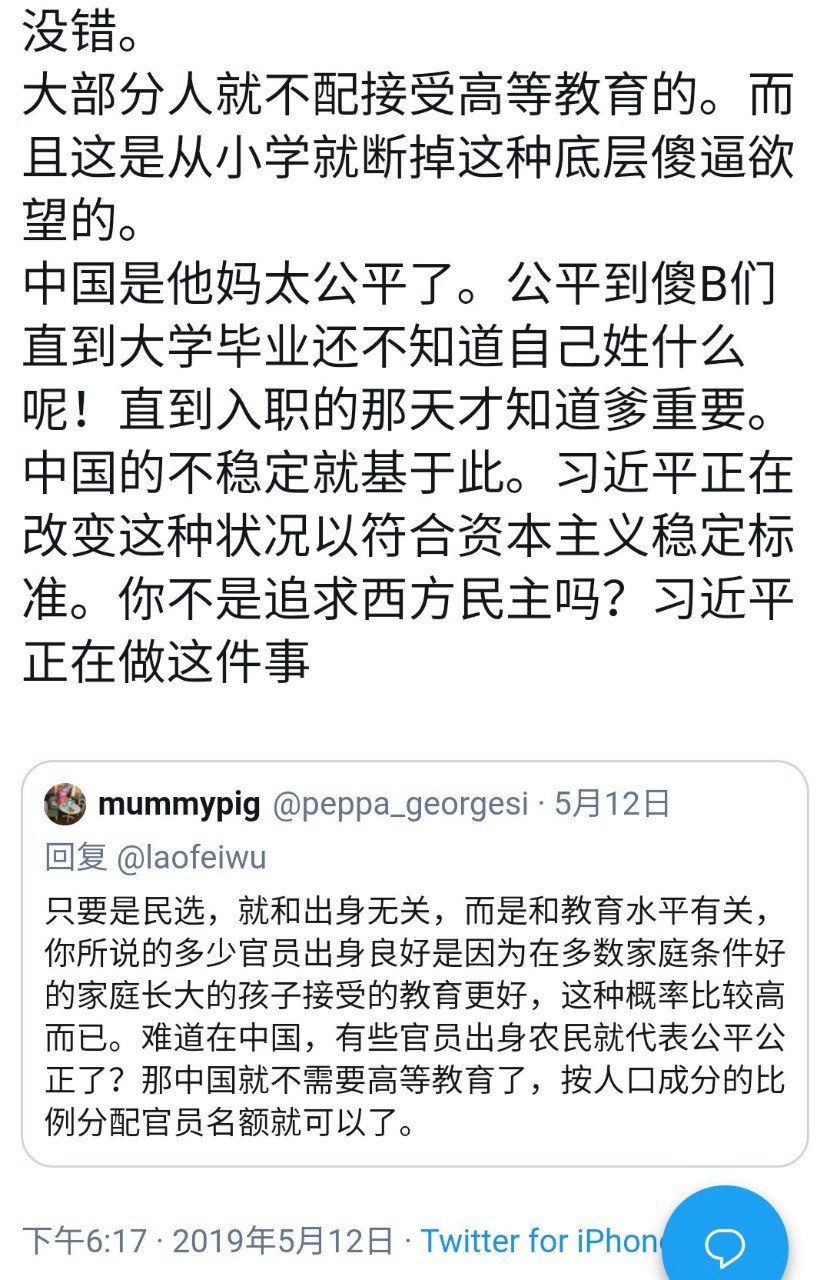 没错。
大部分人就不配接受高等教育的。而
且这是从小学就断掉这种底层傻逼欲
望的。
中国是他妈太公平了。公平到傻B们
直到大学毕业还不知道自己姓什么
呢！直到入职的那天才知道爹重要。
中国的不稳定就基于此。习近平正在
改变这种状况以符合资本主义稳定标
准。你不是追求西方民主吗？习近平
正在做这件事
mummypig @peppa_georgesi · 5月12日
回复 @laofeiwu
只要是民选，就和出身无关，而是和教育水平有关，
你所说的多少官员出身良好是因为在多数家庭条件好
的家庭长大的孩子接受的教育更好，这种概率比较高
而已。难道在中国，有些官员出身农民就代表公平公
正了？那中国就不需要高等教育了，按人口成分的比
例分配官员名额就可以了。
下午6:17 · 2019年5月12日 · Twitter for iPhon